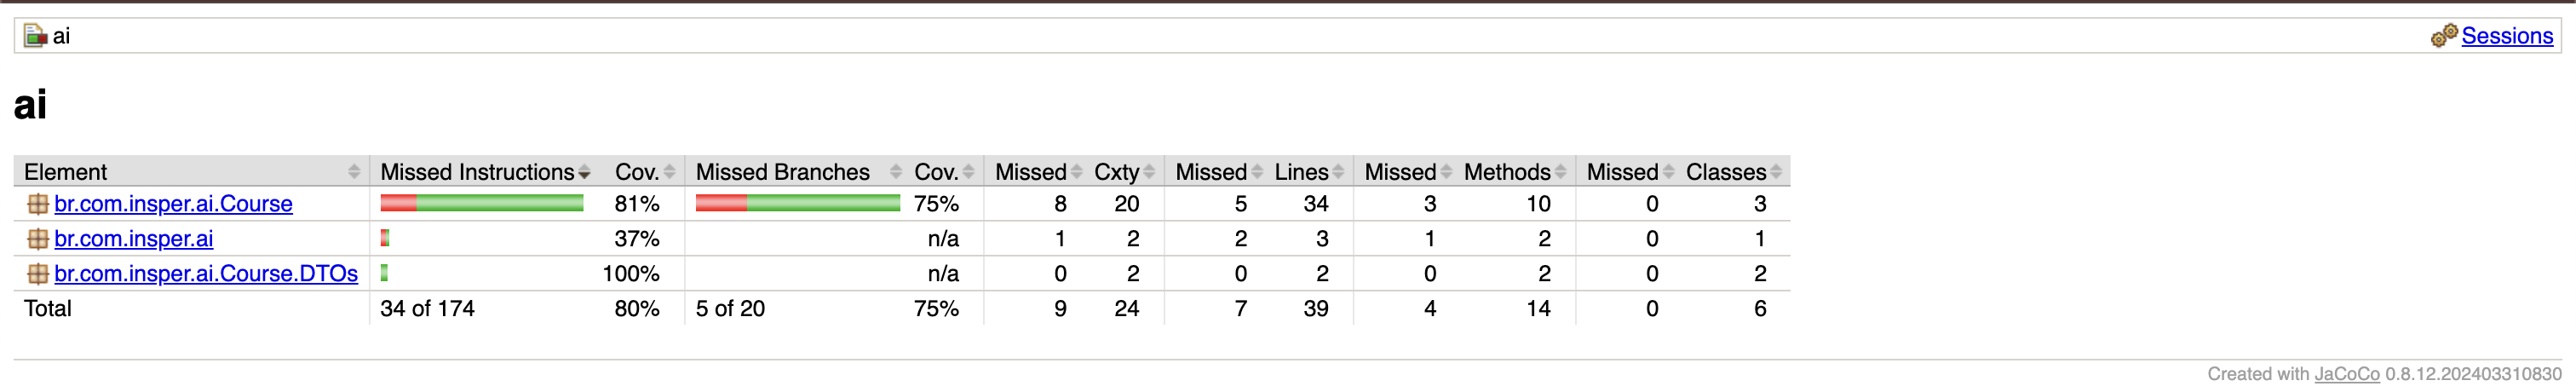 ai Sessions
ai
Element Missed Instructions Cov. Missed Branches Cov. Missed Cxty Missed Lines Missed Methods Missed Classes
br.com.insper.ai.Course 81% 75% 8 20 5 34 3 10 0 3
br.com.insper.ai 37% n/a 1 2 2 3 1 2 0 1
br.com.insper.ai.Course.DTOs 100% n/a 0 2 0 2 0 2 0 2
Total 34 of 174 80% 5 of 20 75% 9 24 7 39 4 14 0 6
Created with JaCoCo 0.8.12.202403310830